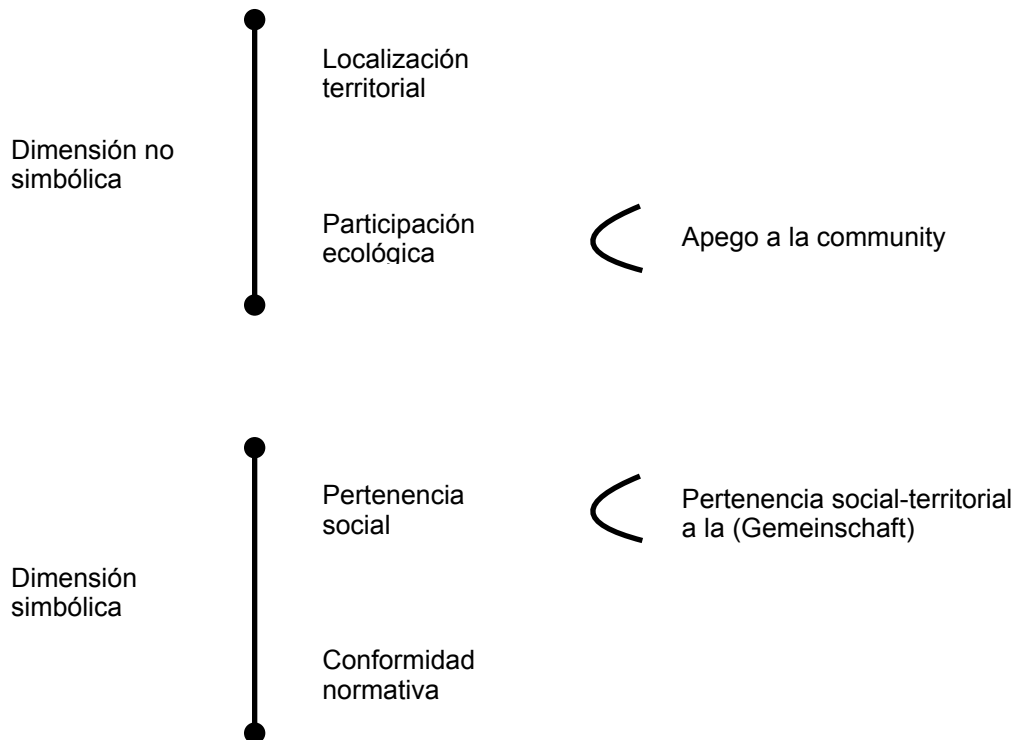 Localización
territorial
Dimensión no
simbólica
Participación
ecológica
Apego a la community
Pertenencia
social
Pertenencia social-territorial
a la (Gemeinschaft)
Dimensión
simbólica
Conformidad
normativa